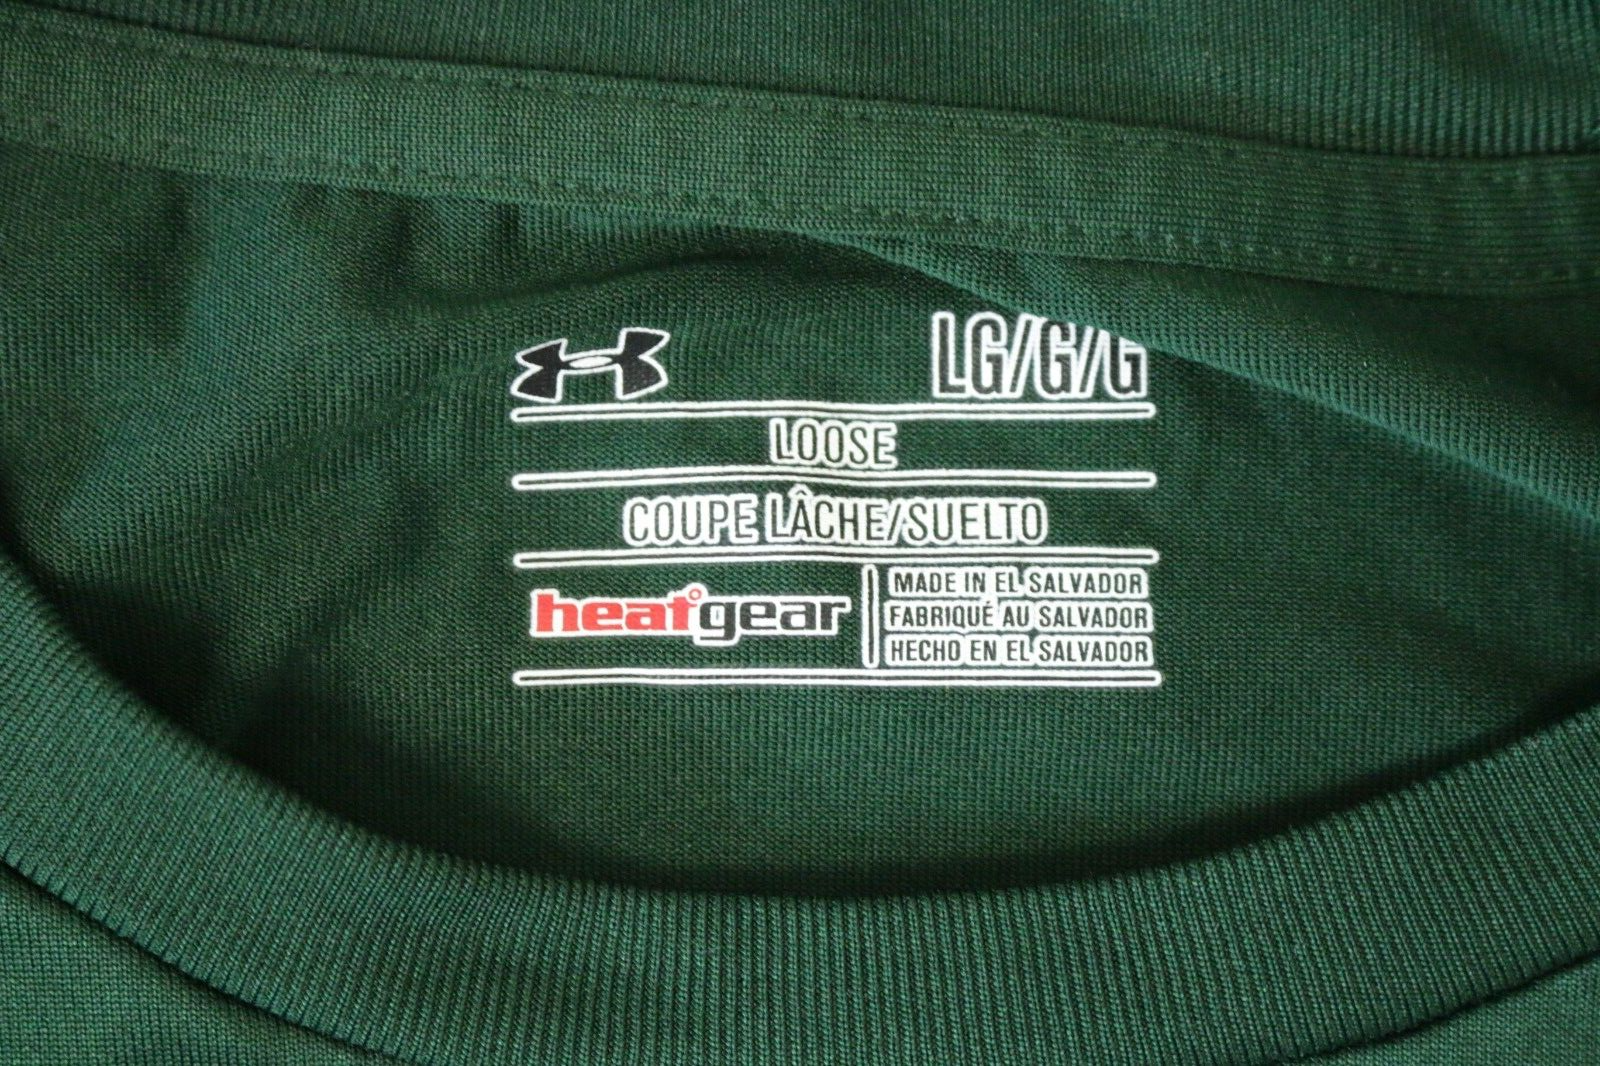 LG/G/G
LOOSE
COUPE LÂCHE/SUELTO
heatgear
MADE IN EL SALVADOR
FABRIQUÉ AU SALVADOR
HECHO EN EL SALVADOR